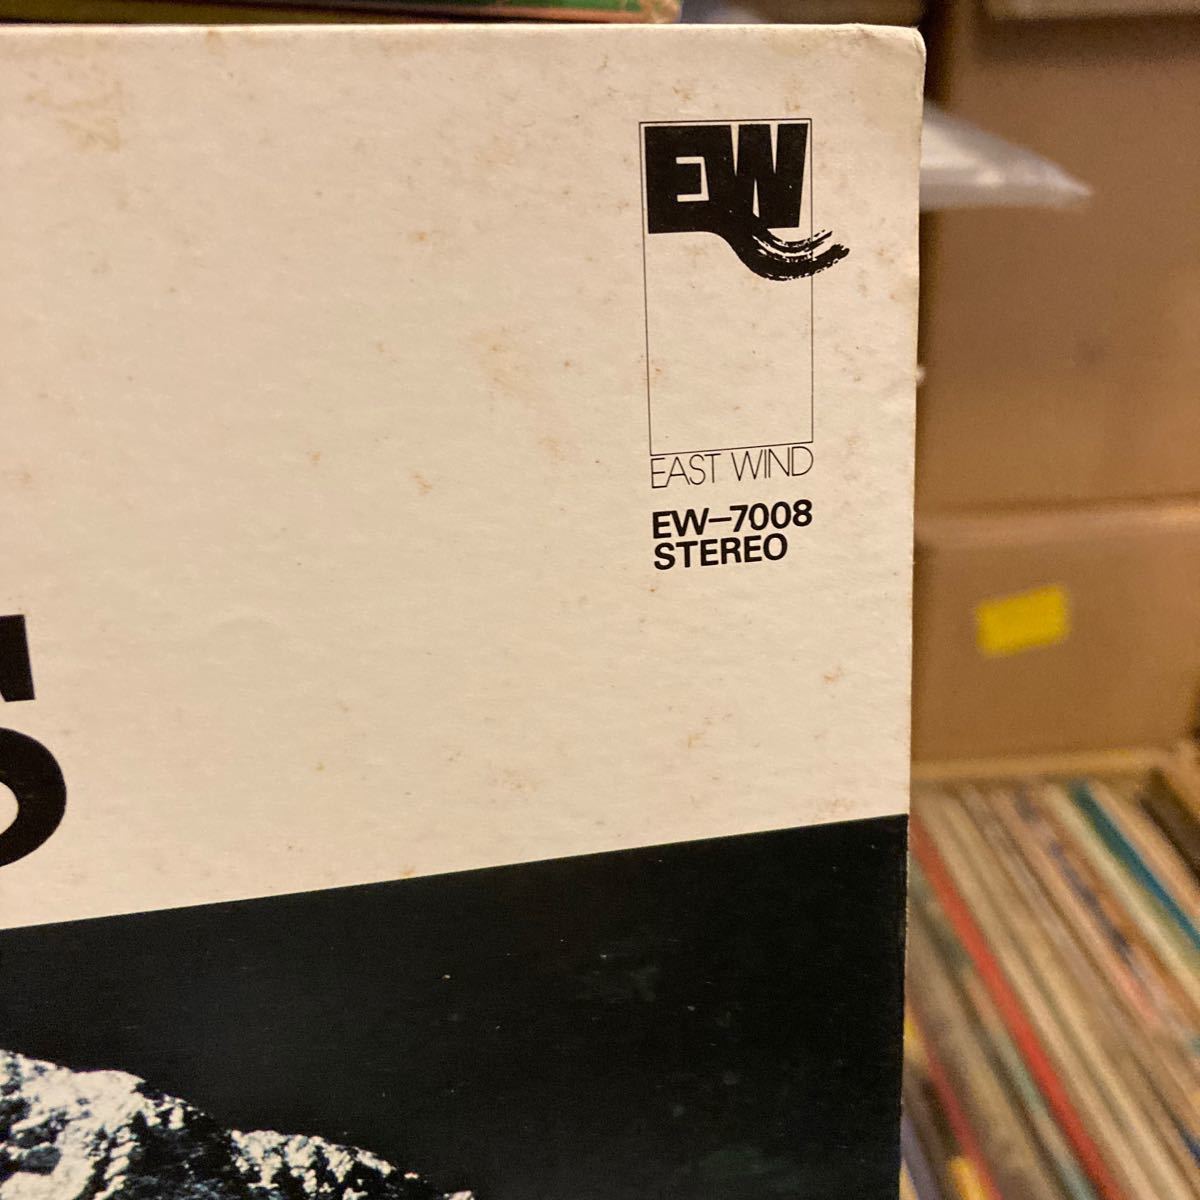 EW
EAST WIND
EW–7008
STEREO